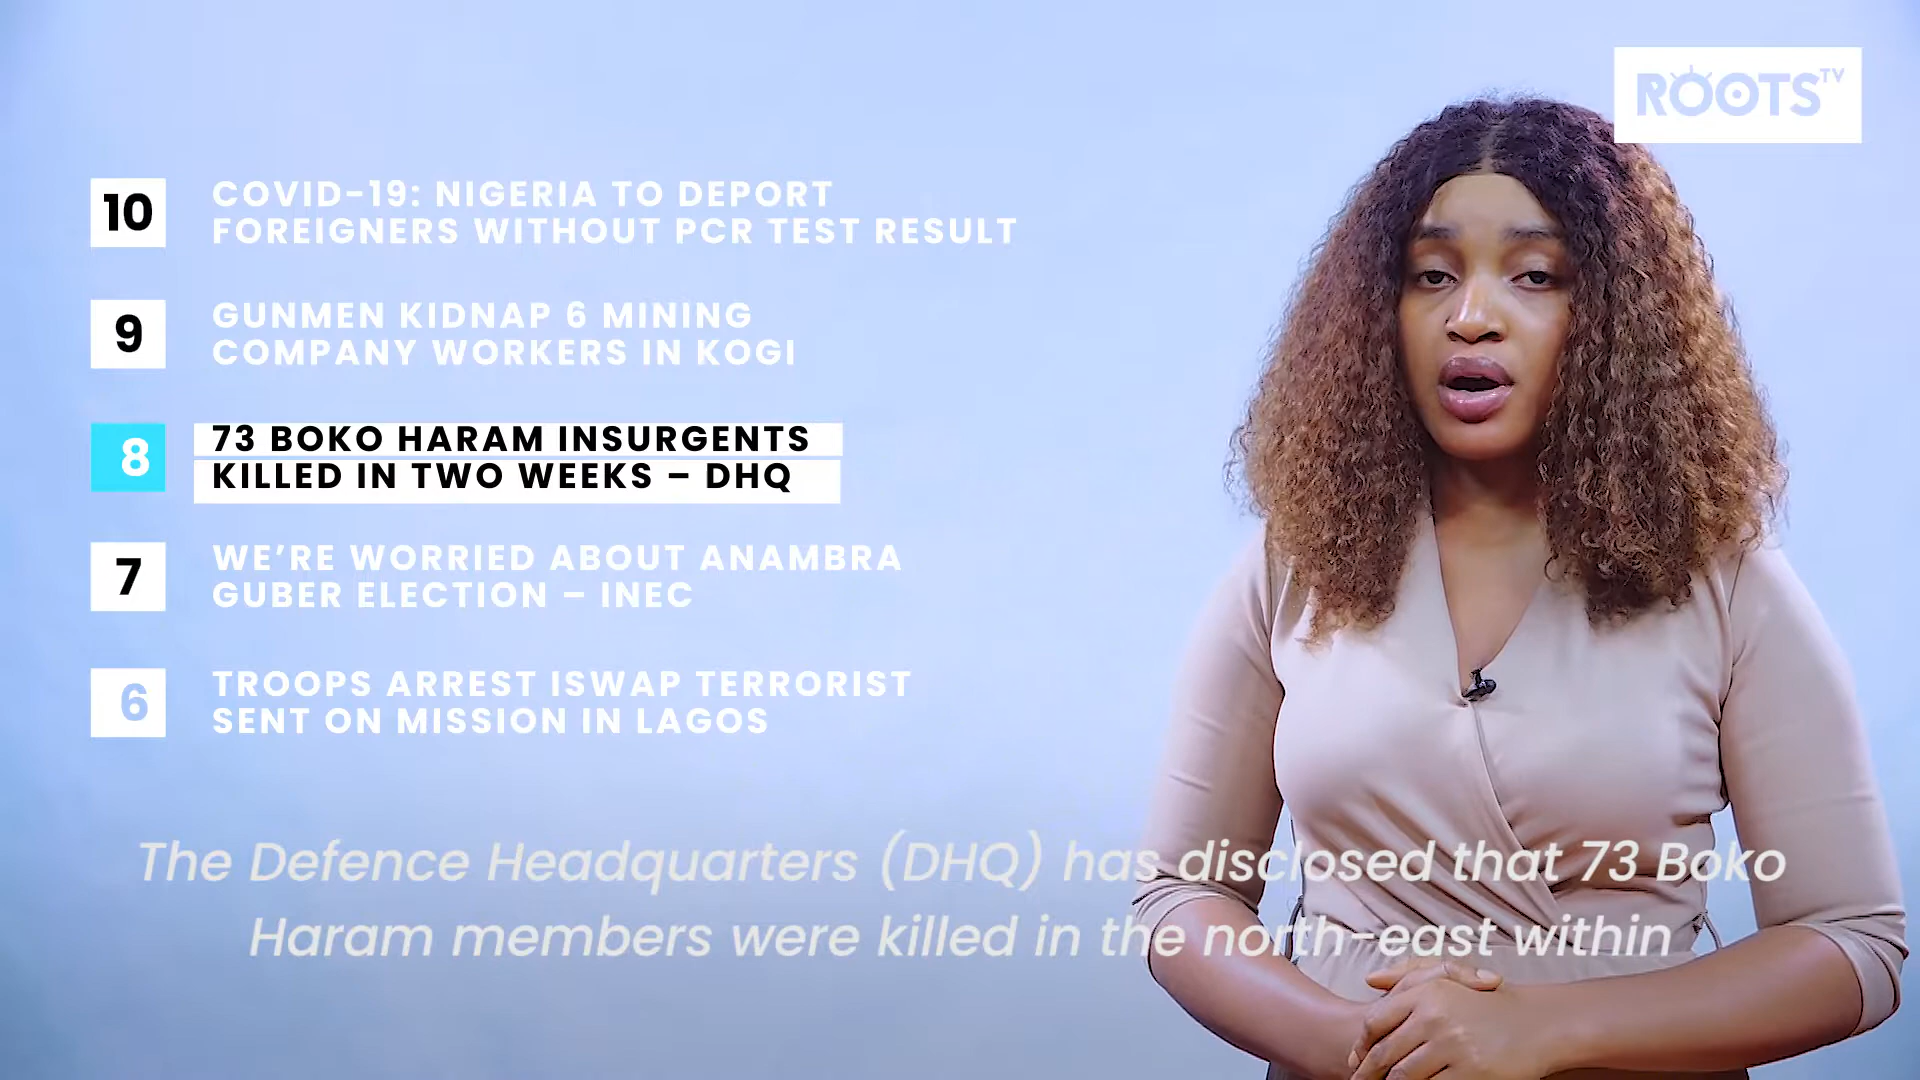 ROOTS TV
10
COVID-19: NIGERIA TO DEPORT
FOREIGNERS WITHOUT PCR TEST RESULT
9
GUNMEN KIDNAP 6 MINING
COMPANY WORKERS IN KOGI
8
73 BOKO HARAM INSURGENTS
KILLED IN TWO WEEKS – DHQ
7
WE’RE WORRIED ABOUT ANAMBRA
GUBER ELECTION – INEC
6
TROOPS ARREST ISWAP TERRORIST
SENT ON MISSION IN LAGOS
The Defence Headquarters (DHQ) has disclosed that 73 Boko
Haram members were killed in the north-east within